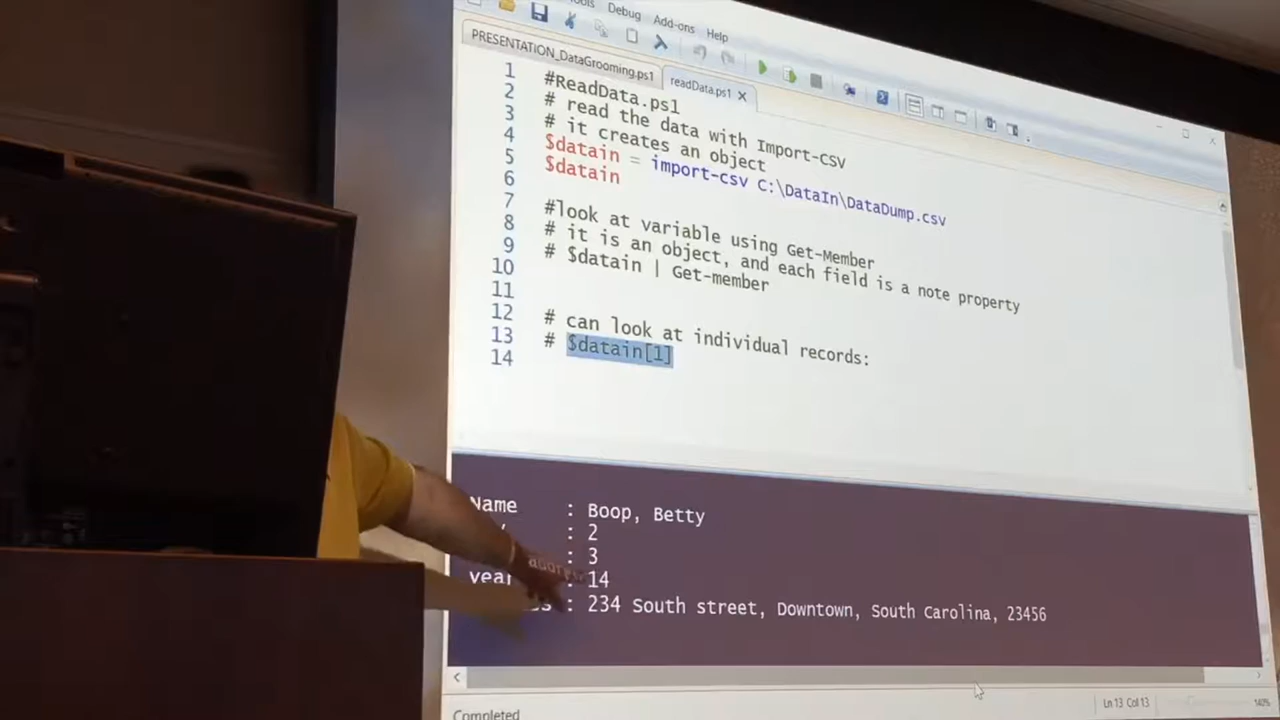 Debug Add-ons Help
PRESENTATION_DataGrooming.ps1 readData.ps1
1 #ReadData.ps1
2 # read the data with Import-CSV
3 # it creates an object
4 $datain = import-csv C:\DataIn\DataDump.csv
5 $datain
6
7 #look at variable using Get-Member
8 # it is an object, and each field is a note property
9 # $datain | Get-member
10
11
12 # can look at individual records:
13 # $datain[1]
14
Name : Boop, Betty
: 2
: 3
year : 14
: 234 South street, Downtown, South Carolina, 23456
Completed
Ln 13 Col 13
140%